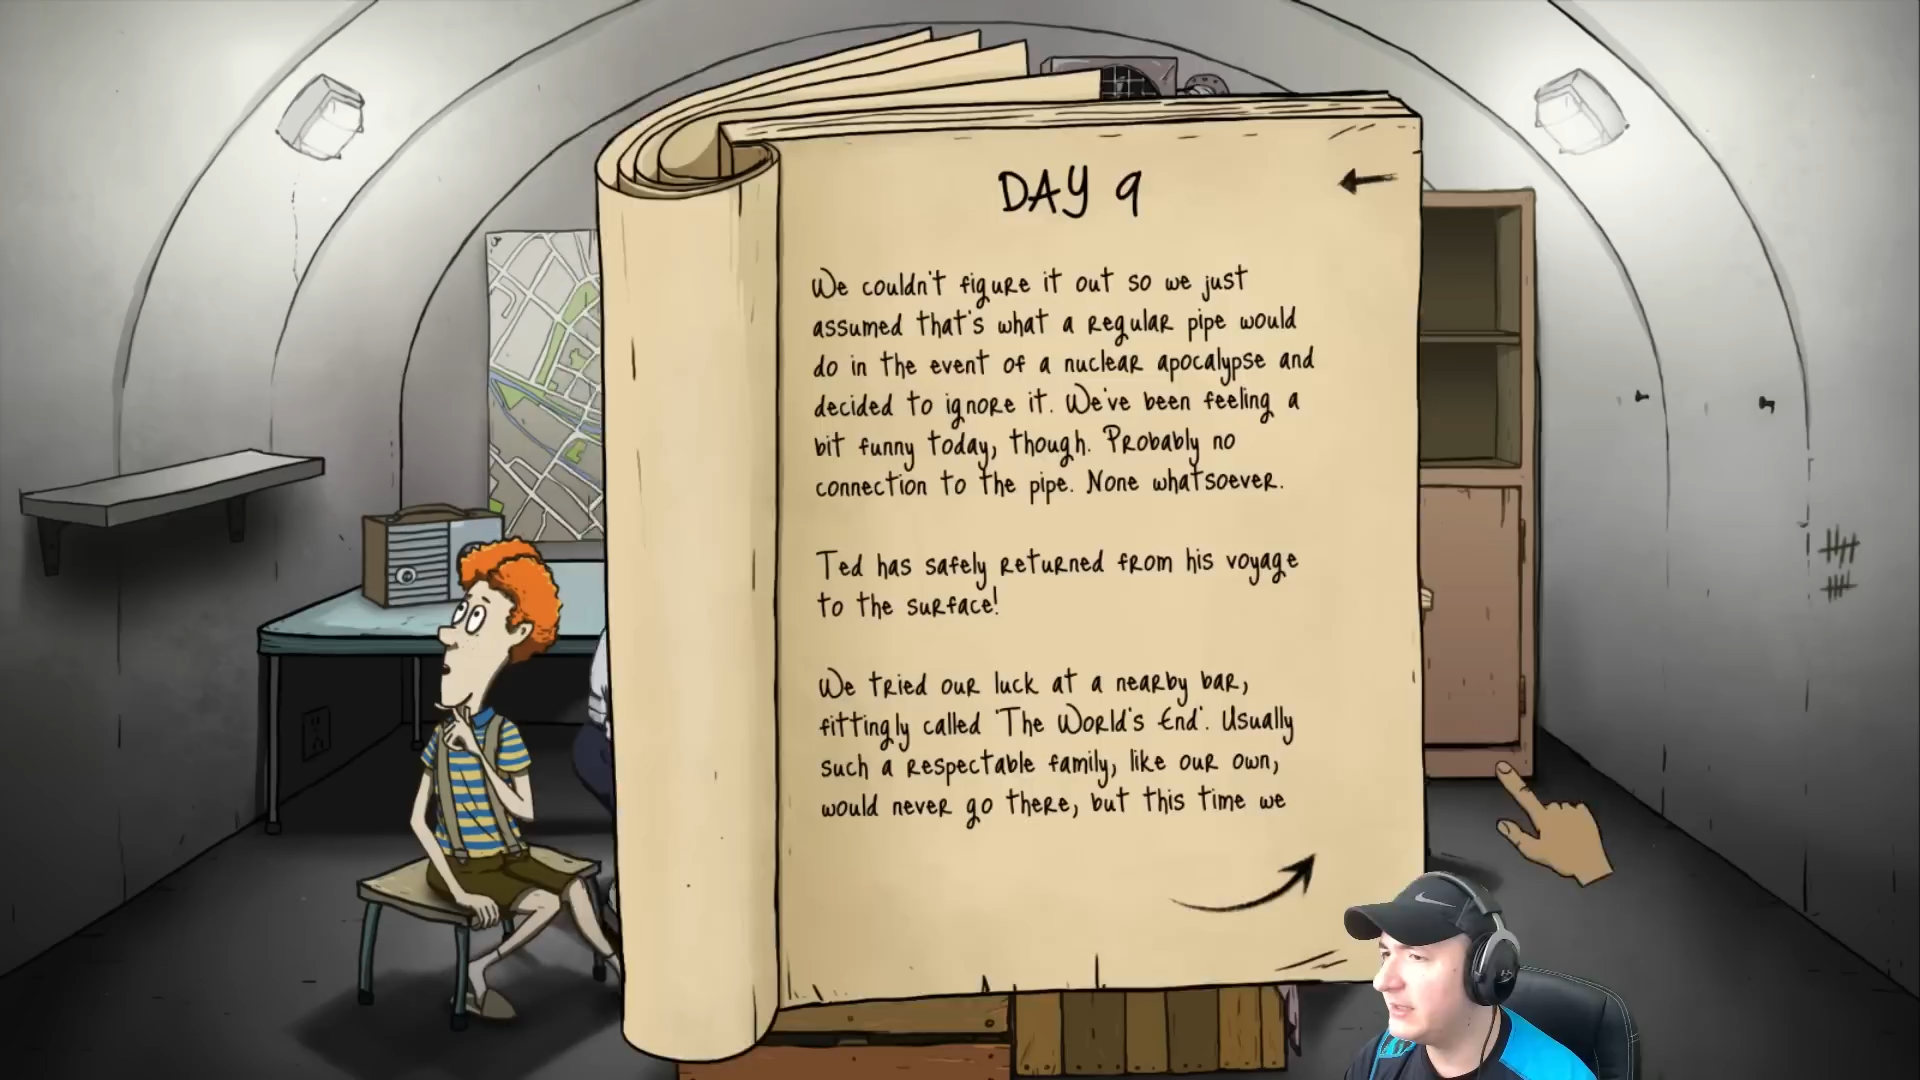 DAY 9
We couldn't figure it out so we just
assumed that's what a regular pipe would
do in the event of a nuclear apocalypse and
decided to ignore it. We've been feeling a
bit funny today, though. Probably no
connection to the pipe. None whatsoever.
Ted has safely returned from his voyage
to the surface!
We tried our luck at a nearby bar,
fittingly called 'The World's End'. Usually
such a respectable family, like our own,
would never go there, but this time we